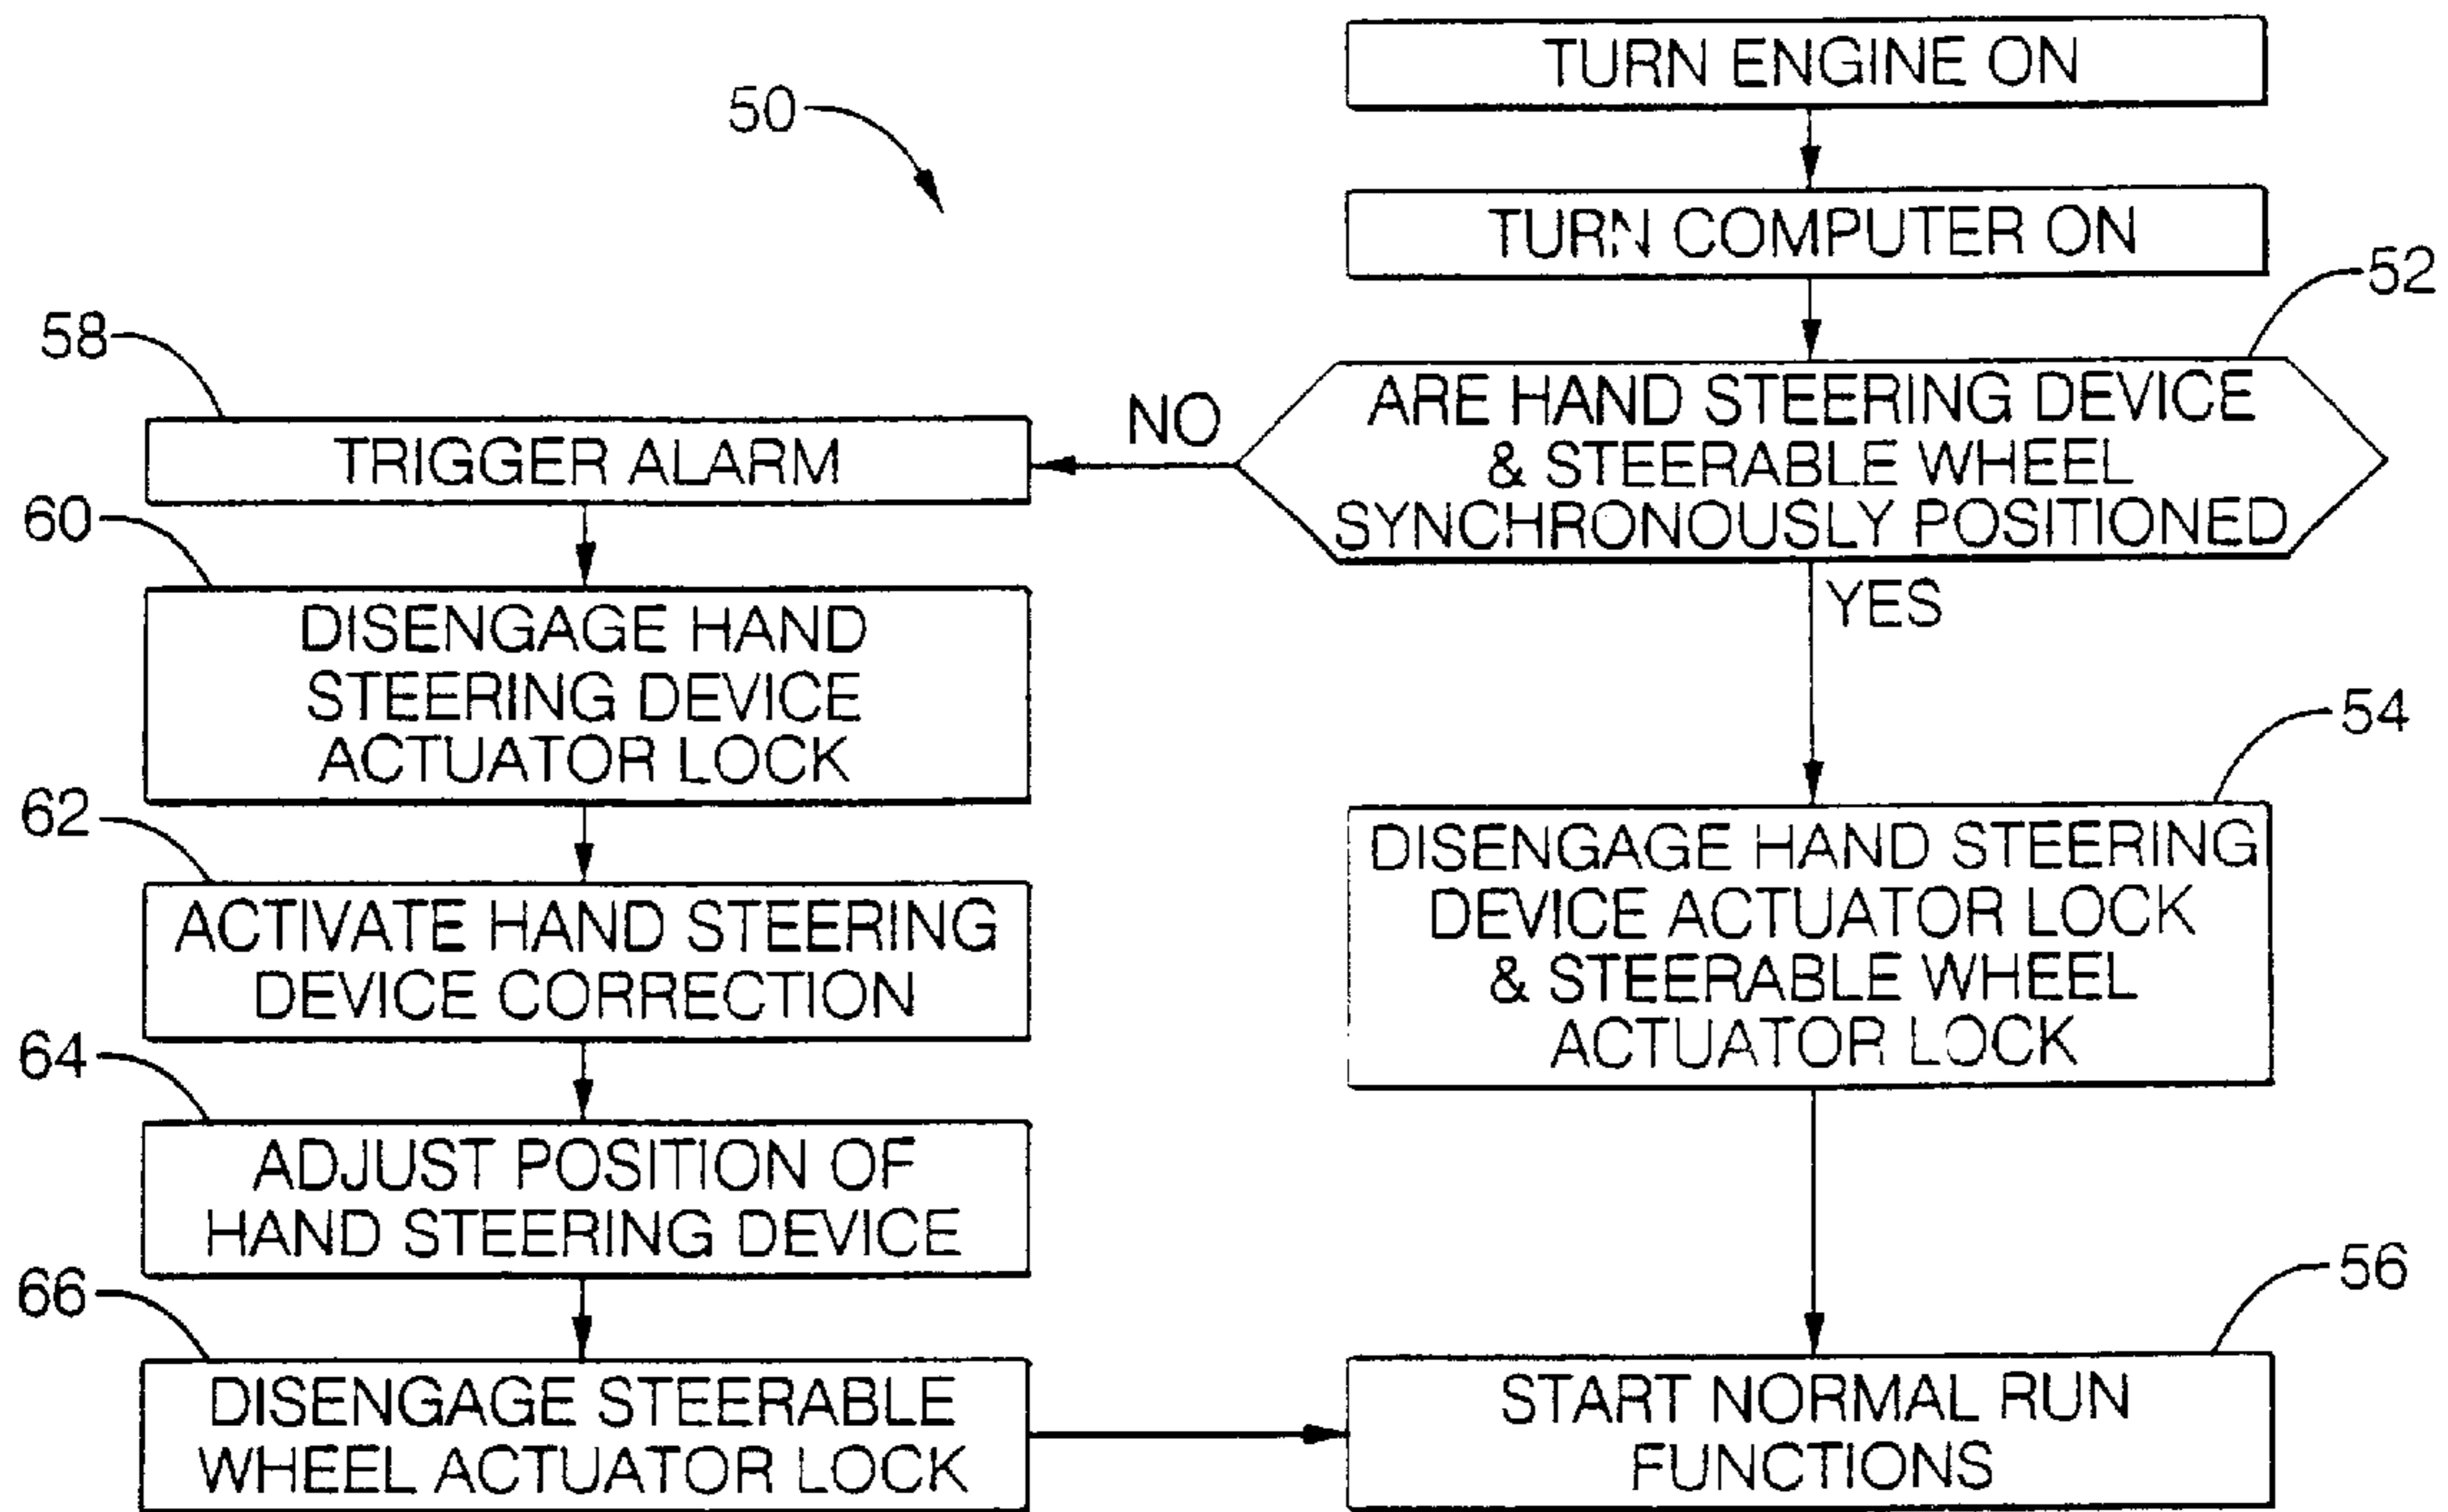 TURN ENGINE ON
50
TURN COMPUTER ON
52
58
ARE HAND STEERING DEVICE
& STEERABLE WHEEL
SYNCHRONOUSLY POSITIONED
NO
TRIGGER ALARM
60
YES
DISENGAGE HAND
STEERING DEVICE
ACTUATOR LOCK
54
62
DISENGAGE HAND STEERING
DEVICE ACTUATOR LOCK
& STEERABLE WHEEL
ACTUATOR LOCK
ACTIVATE HAND STEERING
DEVICE CORRECTION
64
ADJUST POSITION OF
HAND STEERING DEVICE
66
56
DISENGAGE STEERABLE
WHEEL ACTUATOR LOCK
START NORMAL RUN
FUNCTIONS